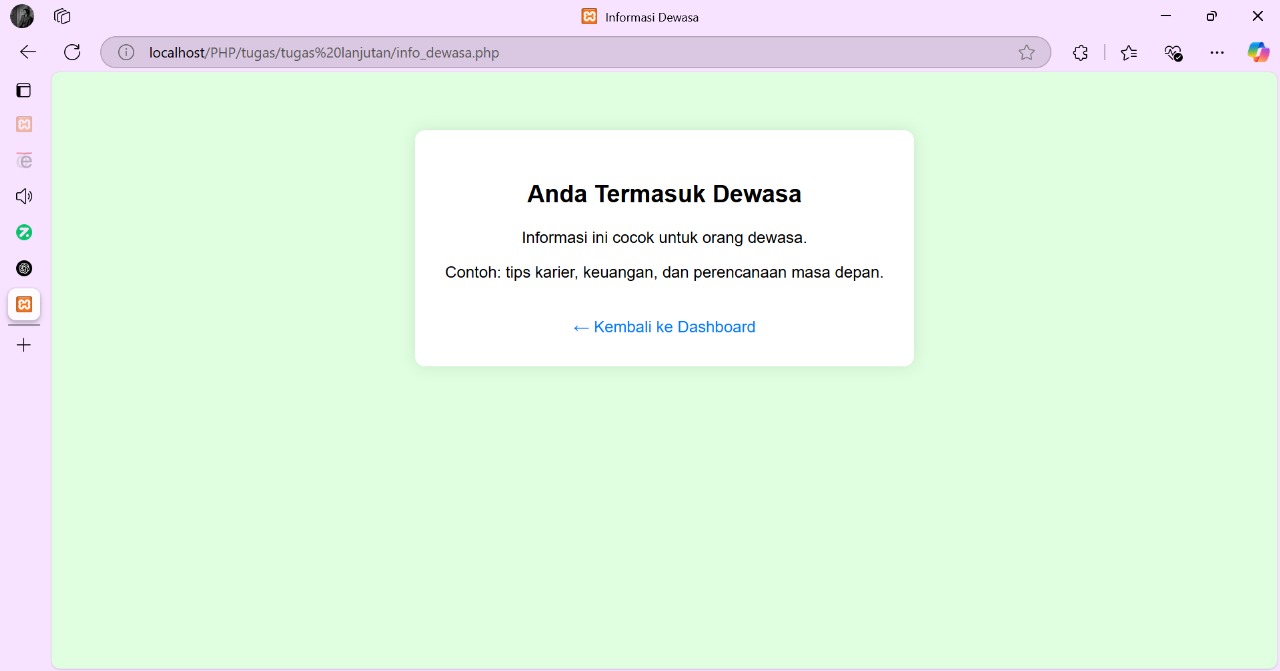 Informasi Dewasa
localhost/PHP/tugas/tugas%20lanjutan/info_dewasa.php
Anda Termasuk Dewasa
Informasi ini cocok untuk orang dewasa.
Contoh: tips karier, keuangan, dan perencanaan masa depan.
← Kembali ke Dashboard